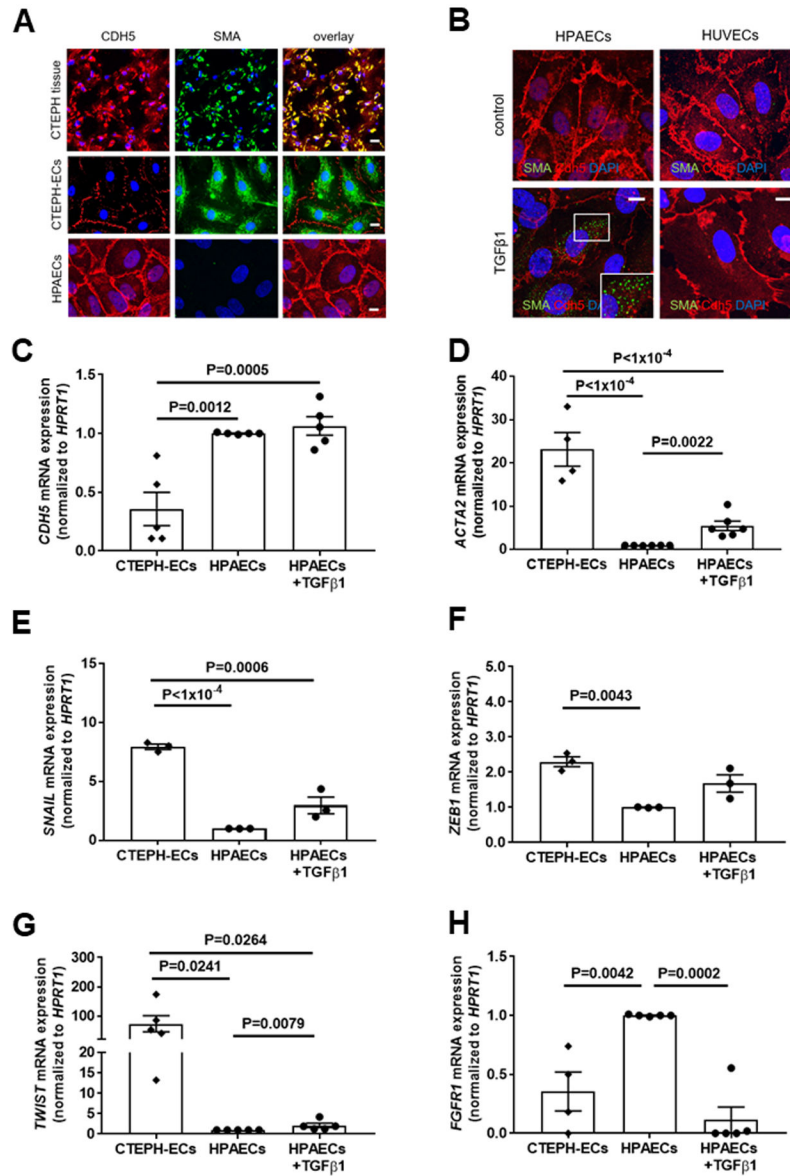 A
CDH5 SMA overlay
CTEPH tissue
CTEPH-ECs
HPAECs
B
HPAECs HUVECs
control
SMA Cdh5 DAPI SMA Cdh5 DAPI
TGFβ1
SMA Cdh5 DAPI SMA Cdh5 DAPI
C
CDH5 mRNA expression
(normalized to HPRT1)
1.5
1.0
0.5
0.0
P=0.0005
P=0.0012
CTEPH-ECs HPAECs HPAECs
+TGFβ1
D
ACTA2 mRNA expression
(normalized to HPRT1)
40
30
20
10
0
P<1x10⁻⁴
P<1x10⁻⁴
P=0.0022
CTEPH-ECs HPAECs HPAECs
+TGFβ1
E
SNAIL mRNA expression
(normalized to HPRT1)
15
10
5
0
P=0.0006
P<1x10⁻⁴
CTEPH-ECs HPAECs HPAECs
+TGFβ1
F
ZEB1 mRNA expression
(normalized to HPRT1)
5.0
4.0
3.0
2.0
1.0
0.0
P=0.0043
CTEPH-ECs HPAECs HPAECs
+TGFβ1
G
TWIST mRNA expression
(normalized to HPRT1)
300
200
100
20
15
10
5
0
P=0.0264
P=0.0241
P=0.0079
CTEPH-ECs HPAECs HPAECs
+TGFβ1
H
FGFR1 mRNA expression
(normalized to HPRT1)
1.5
1.0
0.5
0.0
P=0.0042 P=0.0002
CTEPH-ECs HPAECs HPAECs
+TGFβ1